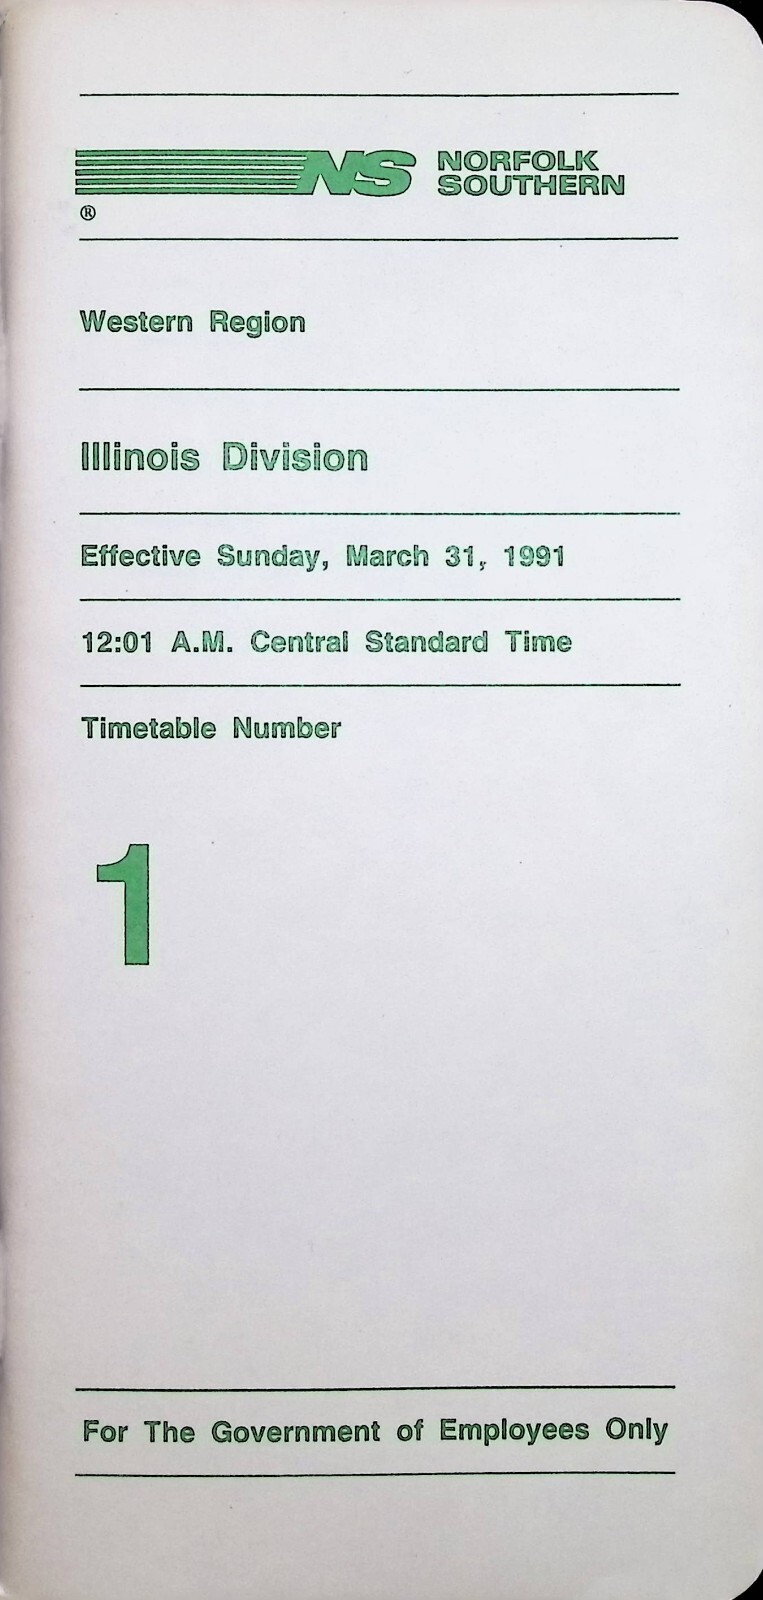 NS NORFOLK
SOUTHERN
®
Western Region
Illinois Division
Effective Sunday, March 31, 1991
12:01 A.M. Central Standard Time
Timetable Number
1
For The Government of Employees Only